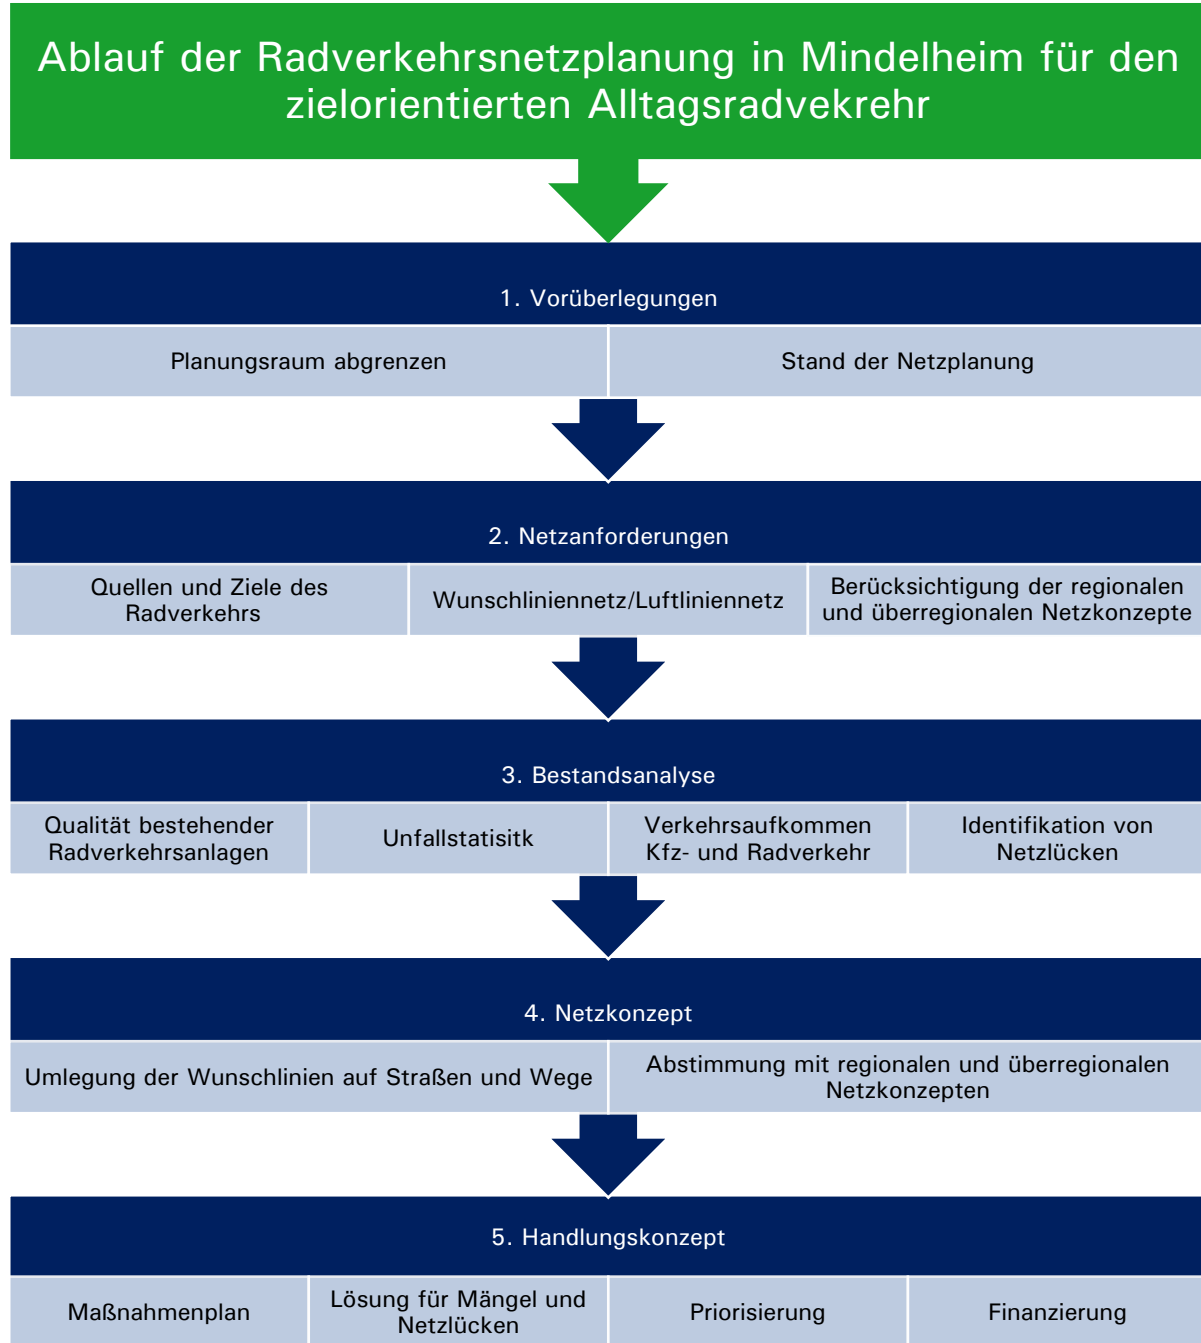 Ablauf der Radverkehrsnetzplanung in Mindelheim für den
zielorientierten Alltagsradvekrehr
1. Vorüberlegungen
Planungsraum abgrenzen
Stand der Netzplanung
2. Netzanforderungen
Quellen und Ziele des
Radverkehrs
Wunschliniennetz/Luftliniennetz
Berücksichtigung der regionalen
und überregionalen Netzkonzepte
3. Bestandsanalyse
Qualität bestehender
Radverkehrsanlagen
Unfallstatisitk
Verkehrsaufkommen
Kfz- und Radverkehr
Identifikation von
Netzlücken
4. Netzkonzept
Umlegung der Wunschlinien auf Straßen und Wege
Abstimmung mit regionalen und überregionalen
Netzkonzepten
5. Handlungskonzept
Maßnahmenplan
Lösung für Mängel und
Netzlücken
Priorisierung
Finanzierung